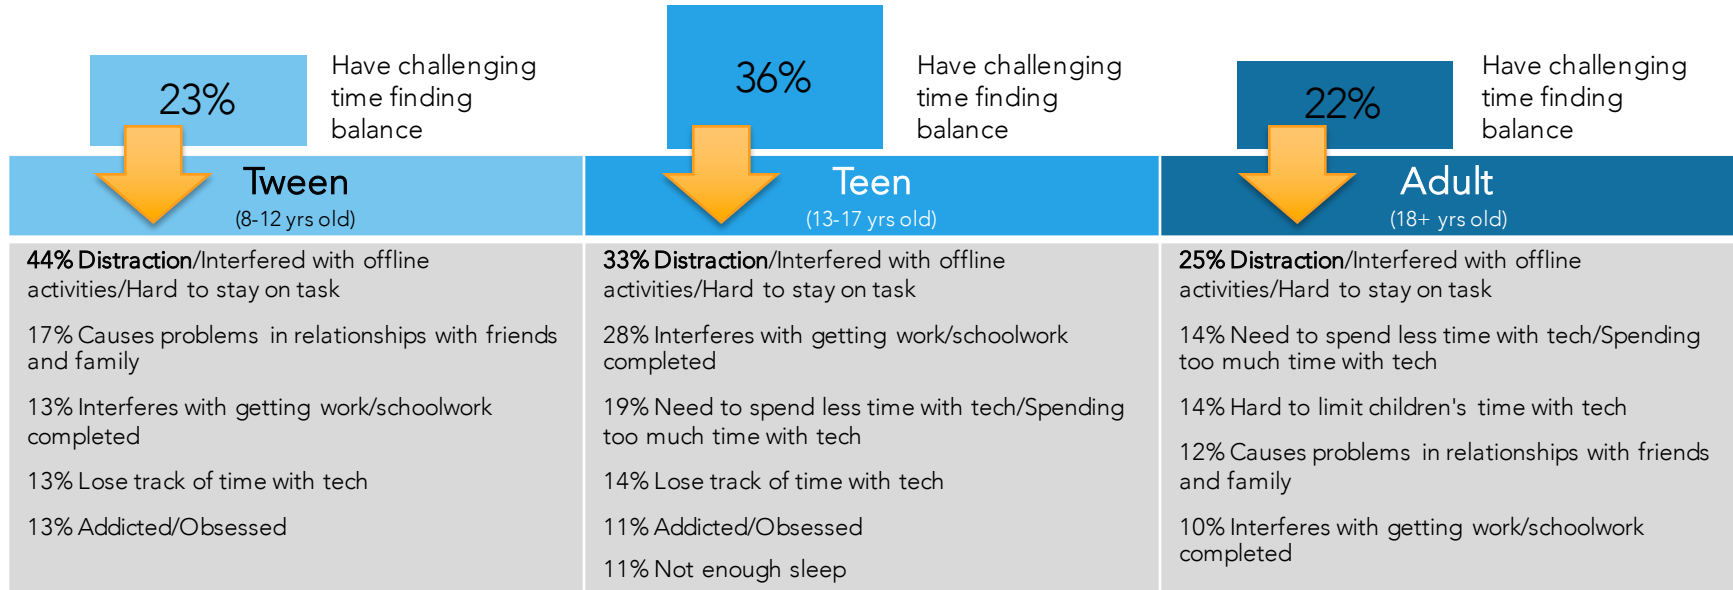 23%
Have challenging
time finding
balance
36%
Have challenging
time finding
balance
22%
Have challenging
time finding
balance
Tween
(8-12 yrs old)
Teen
(13-17 yrs old)
Adult
(18+ yrs old)
44% Distraction/Interfered with offline
activities/Hard to stay on task
17% Causes problems in relationships with friends
and family
13% Interferes with getting work/schoolwork
completed
13% Lose track of time with tech
13% Addicted/Obsessed
33% Distraction/Interfered with offline
activities/Hard to stay on task
28% Interferes with getting work/schoolwork
completed
19% Need to spend less time with tech/Spending
too much time with tech
14% Lose track of time with tech
11% Addicted/Obsessed
11% Not enough sleep
25% Distraction/Interfered with offline
activities/Hard to stay on task
14% Need to spend less time with tech/Spending
too much time with tech
14% Hard to limit children's time with tech
12% Causes problems in relationships with friends
and family
10% Interferes with getting work/schoolwork
completed